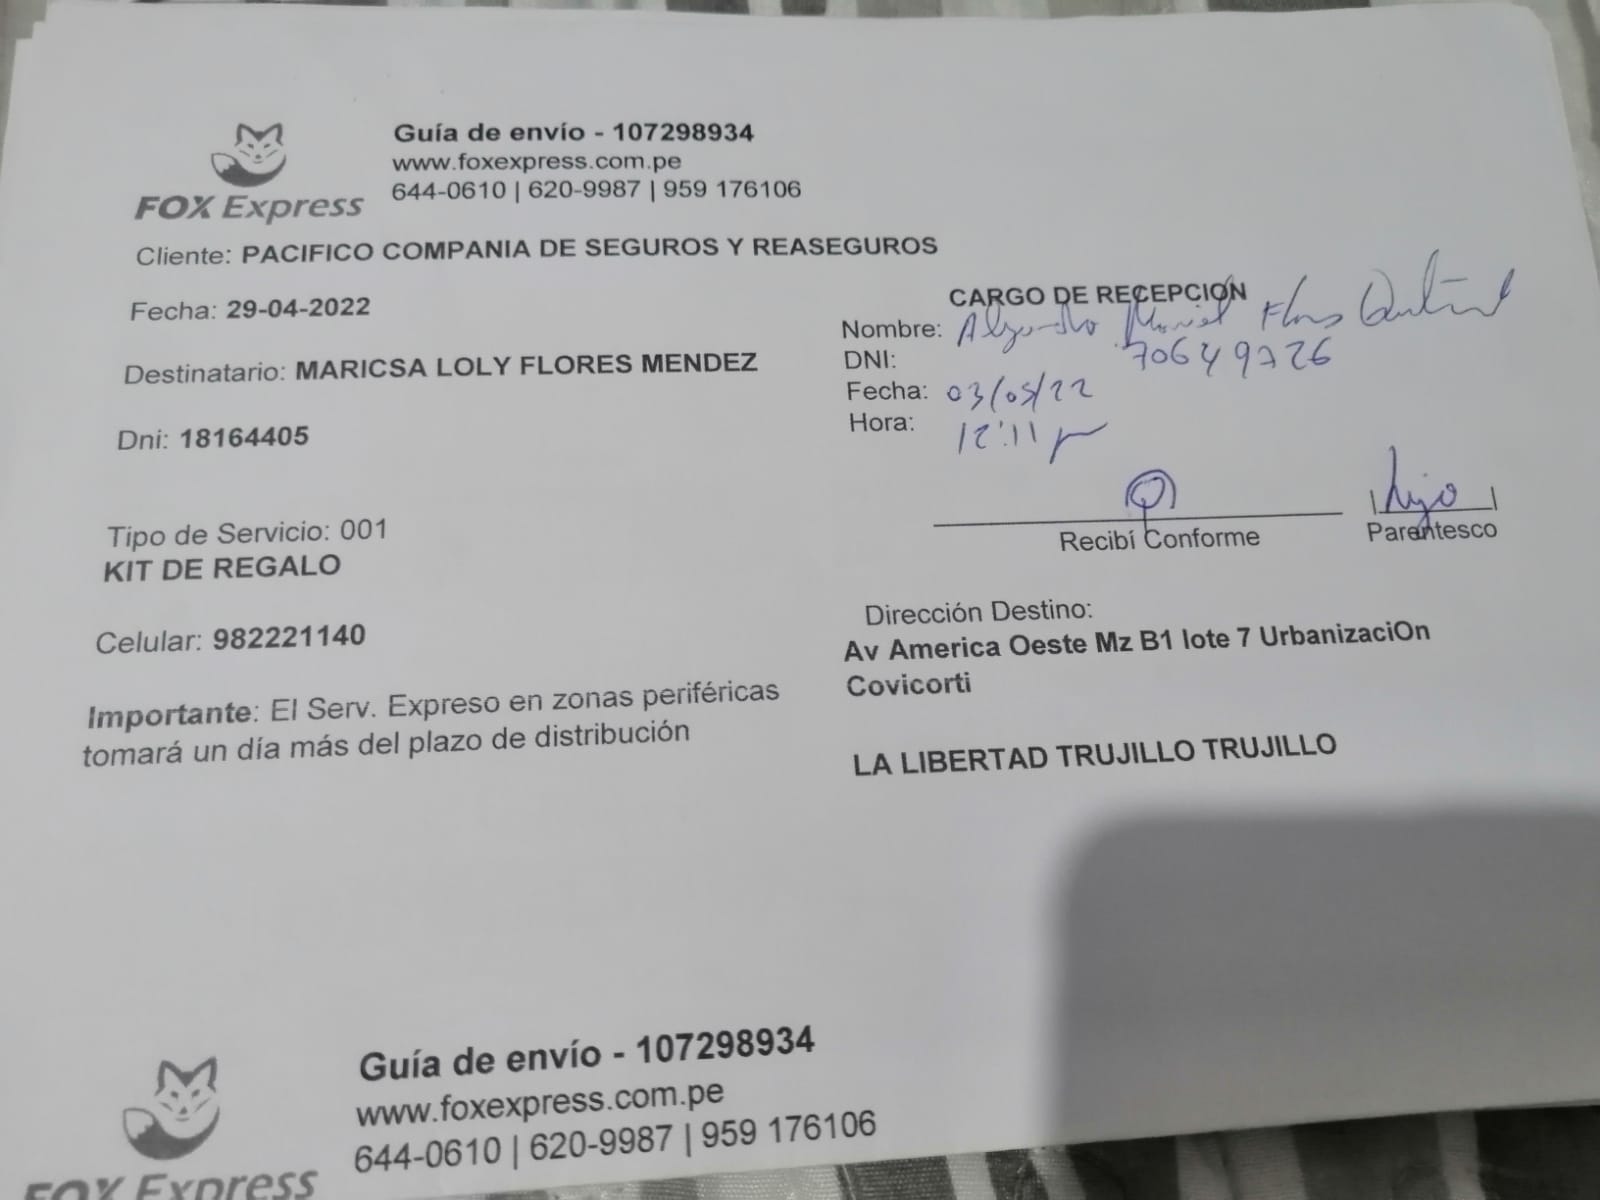 Guía de envío - 107298934
www.foxexpress.com.pe
644-0610 | 620-9987 | 959 176106
FOX Express
Cliente: PACIFICO COMPANIA DE SEGUROS Y REASEGUROS
Fecha: 29-04-2022
Destinatario: MARICSA LOLY FLORES MENDEZ
Dni: 18164405
Tipo de Servicio: 001
KIT DE REGALO
Celular: 982221140
Importante: El Serv. Expreso en zonas periféricas
tomará un día más del plazo de distribución
CARGO DE RECEPCION
Nombre: Alejandro Flores
DNI: 70649726
Fecha: 03/05/22
Hora: 12:11 pm
hijo
Recibí Conforme
Parentesco
Dirección Destino:
Av America Oeste Mz B1 lote 7 UrbanizaciOn
Covicorti
LA LIBERTAD TRUJILLO TRUJILLO
Guía de envío - 107298934
www.foxexpress.com.pe
644-0610 | 620-9987 | 959 176106
FOX Express